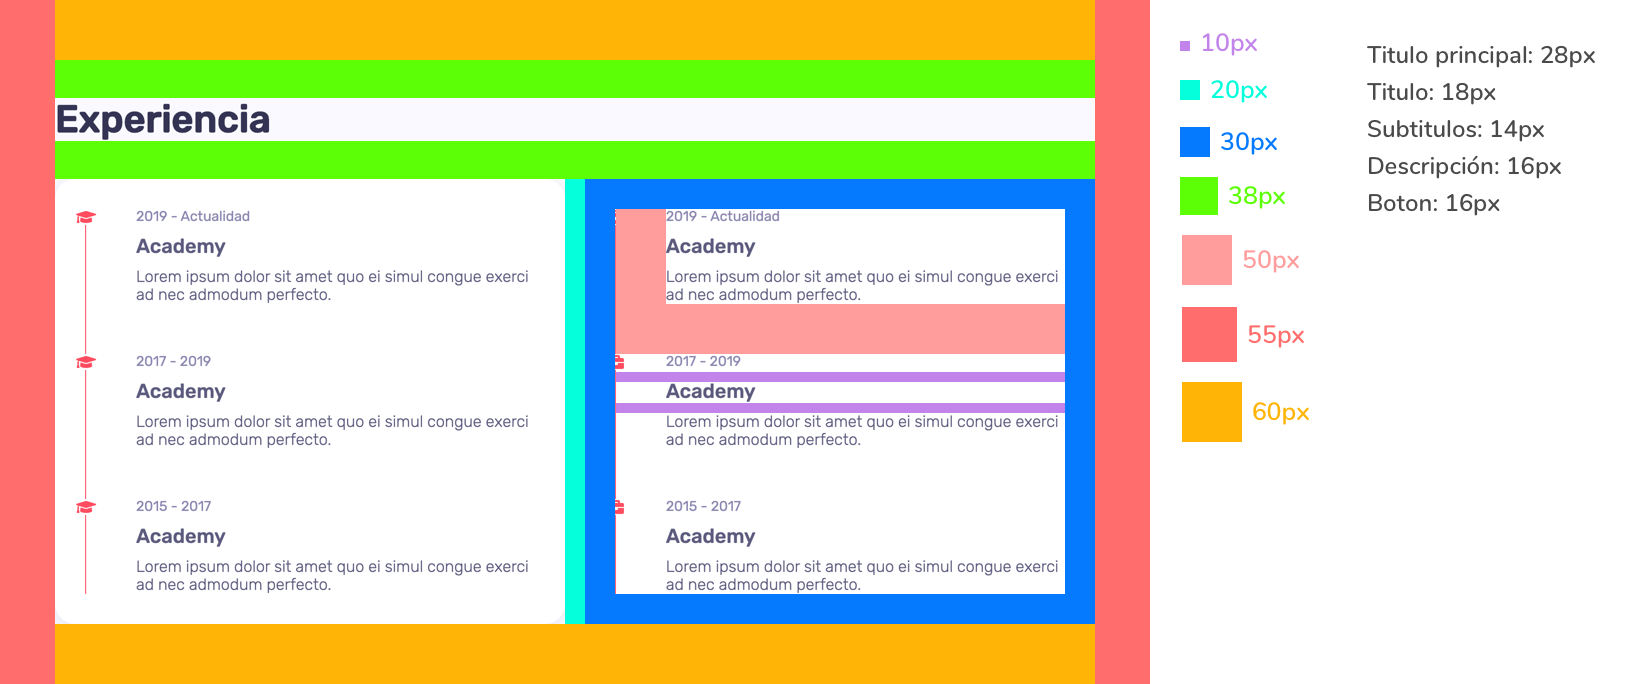 Experiencia
2019 - Actualidad
Academy
Lorem ipsum dolor sit amet quo ei simul congue exerci
ad nec admodum perfecto.
2017 - 2019
Academy
Lorem ipsum dolor sit amet quo ei simul congue exerci
ad nec admodum perfecto.
2015 - 2017
Academy
Lorem ipsum dolor sit amet quo ei simul congue exerci
ad nec admodum perfecto.
2019 - Actualidad
Academy
Lorem ipsum dolor sit amet quo ei simul congue exerci
ad nec admodum perfecto.
2017 - 2019
Academy
Lorem ipsum dolor sit amet quo ei simul congue exerci
ad nec admodum perfecto.
2015 - 2017
Academy
Lorem ipsum dolor sit amet quo ei simul congue exerci
ad nec admodum perfecto.
10px
20px
30px
38px
50px
55px
60px
Titulo principal: 28px
Titulo: 18px
Subtitulos: 14px
Descripción: 16px
Boton: 16px